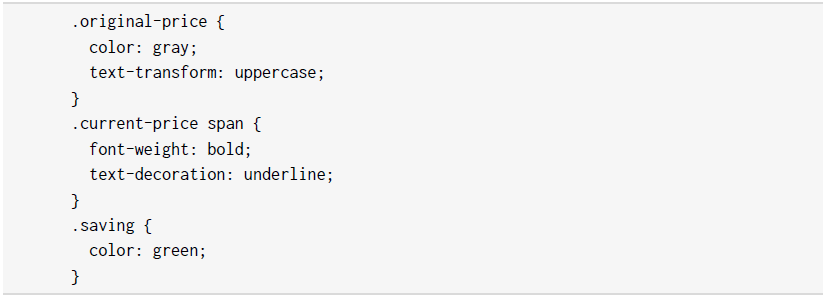 .original-price {
  color: gray;
  text-transform: uppercase;
}
.current-price span {
  font-weight: bold;
  text-decoration: underline;
}
.saving {
  color: green;
}